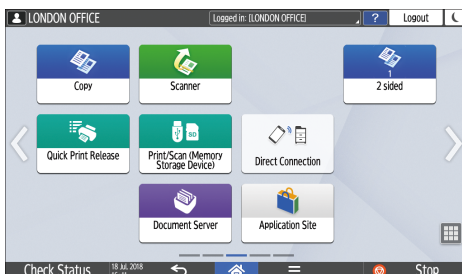 LONDON OFFICE
Logged in: [LONDON OFFICE]
?
Logout
Copy
Scanner
1
2 sided
SD
Quick Print Release
Print/Scan (Memory
Storage Device)
Direct Connection
Document Server
Application Site
Check Status
18 Jul, 2018
Stop